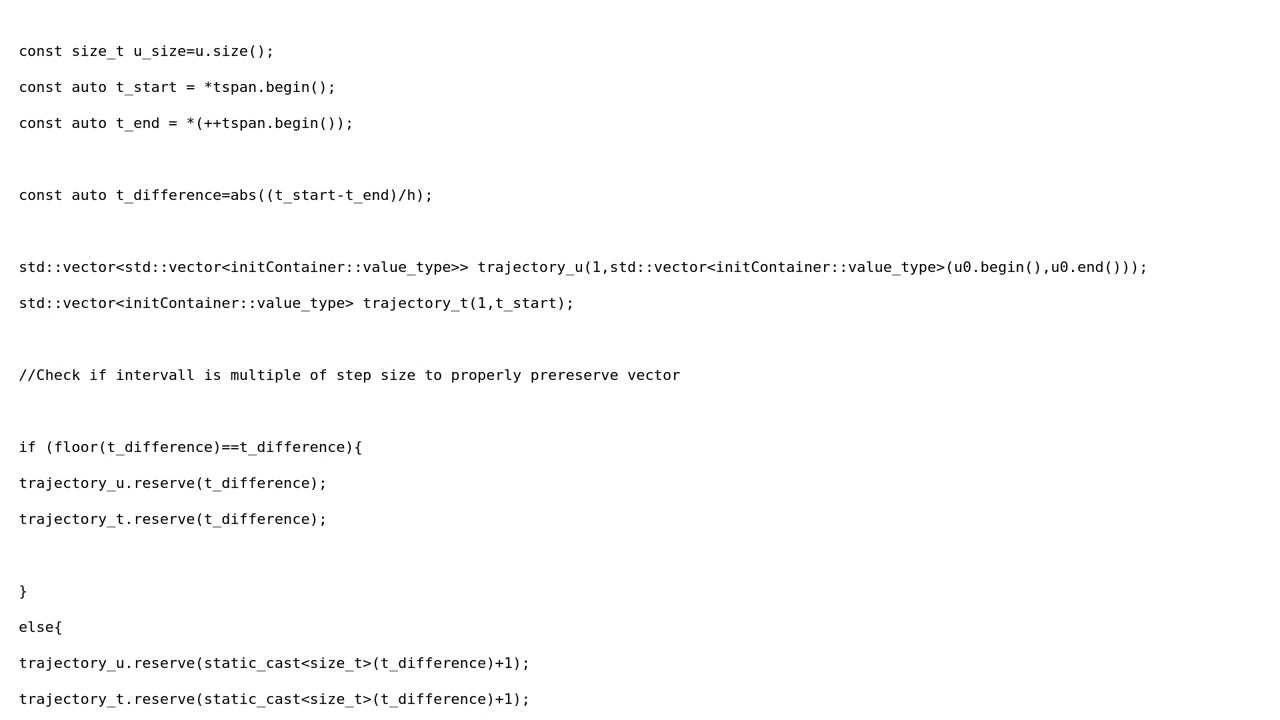 const size_t u_size=u.size();
const auto t_start = *tspan.begin();
const auto t_end = *(++tspan.begin());
const auto t_difference=abs((t_start-t_end)/h);
std::vector<std::vector<initContainer::value_type>> trajectory_u(1,std::vector<initContainer::value_type>(u0.begin(),u0.end()));
std::vector<initContainer::value_type> trajectory_t(1,t_start);
//Check if intervall is multiple of step size to properly prereserve vector
if (floor(t_difference)==t_difference){
trajectory_u.reserve(t_difference);
trajectory_t.reserve(t_difference);
}
else{
trajectory_u.reserve(static_cast<size_t>(t_difference)+1);
trajectory_t.reserve(static_cast<size_t>(t_difference)+1);